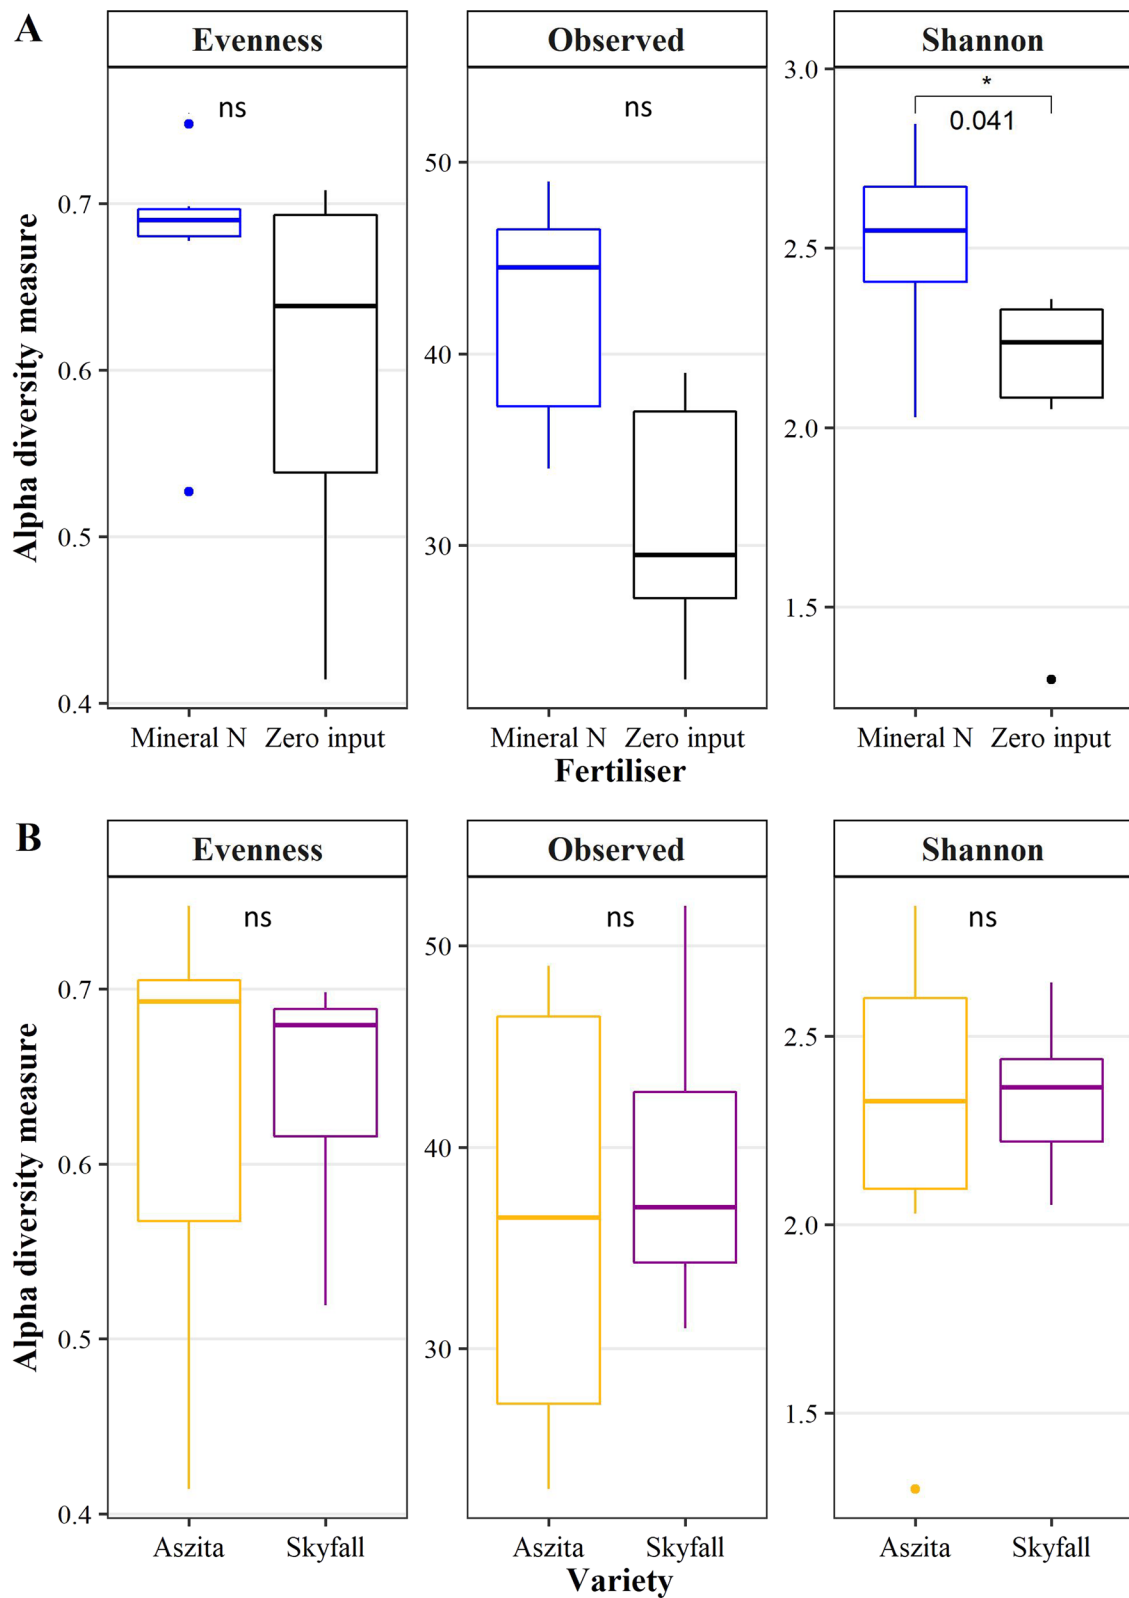 A
Evenness Observed Shannon
ns ns * 0.041
Alpha diversity measure
0.7
0.6
0.5
0.4
50
40
30
3.0
2.5
2.0
1.5
Mineral N Zero input Mineral N Zero input Mineral N Zero input
Fertiliser
B
Evenness Observed Shannon
ns ns ns
Alpha diversity measure
0.7
0.6
0.5
0.4
50
40
30
2.5
2.0
1.5
Aszita Skyfall Aszita Skyfall Aszita Skyfall
Variety